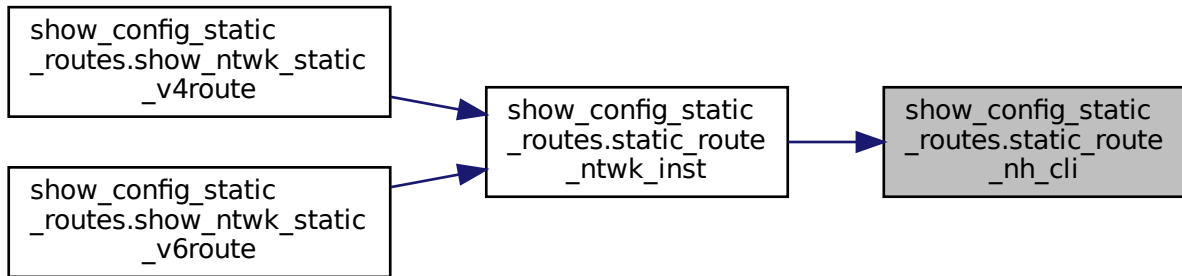 show_config_static
_routes.show_ntwk_static
_v4route
show_config_static
_routes.show_ntwk_static
_v6route
show_config_static
_routes.static_route
_ntwk_inst
show_config_static
_routes.static_route
_nh_cli